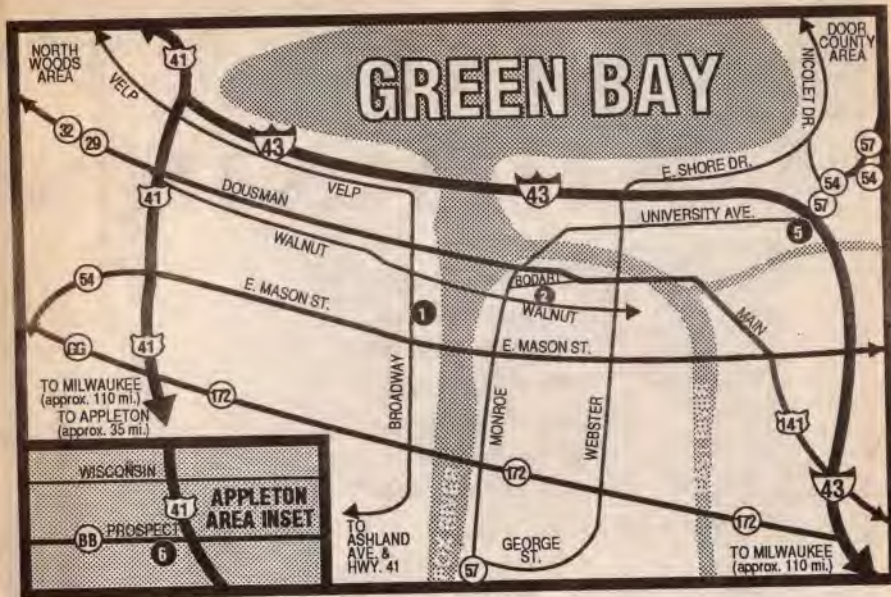 NORTH
WOODS
AREA
41
VELP
GREEN BAY
DOOR
COUNTY
AREA
NICOLET DR.
32
29
43
57
54
54
57
E. SHORE DR.
41
VELP
43
DOUSMAN
UNIVERSITY AVE.
5
WALNUT
54
E. MASON ST.
BODART
2
WALNUT
1
MAIN
E. MASON ST.
GG
41
TO MILWAUKEE
(approx. 110 mi.)
TO APPLETON
(approx. 35 mi.)
172
BROADWAY
MONROE
WEBSTER
141
172
43
WISCONSIN
41
APPLETON
AREA INSET
PROSPECT
BB
6
TO
ASHLAND
AVE. &
HWY. 41
57
GEORGE
ST.
172
TO MILWAUKEE
(approx. 110 mi.)